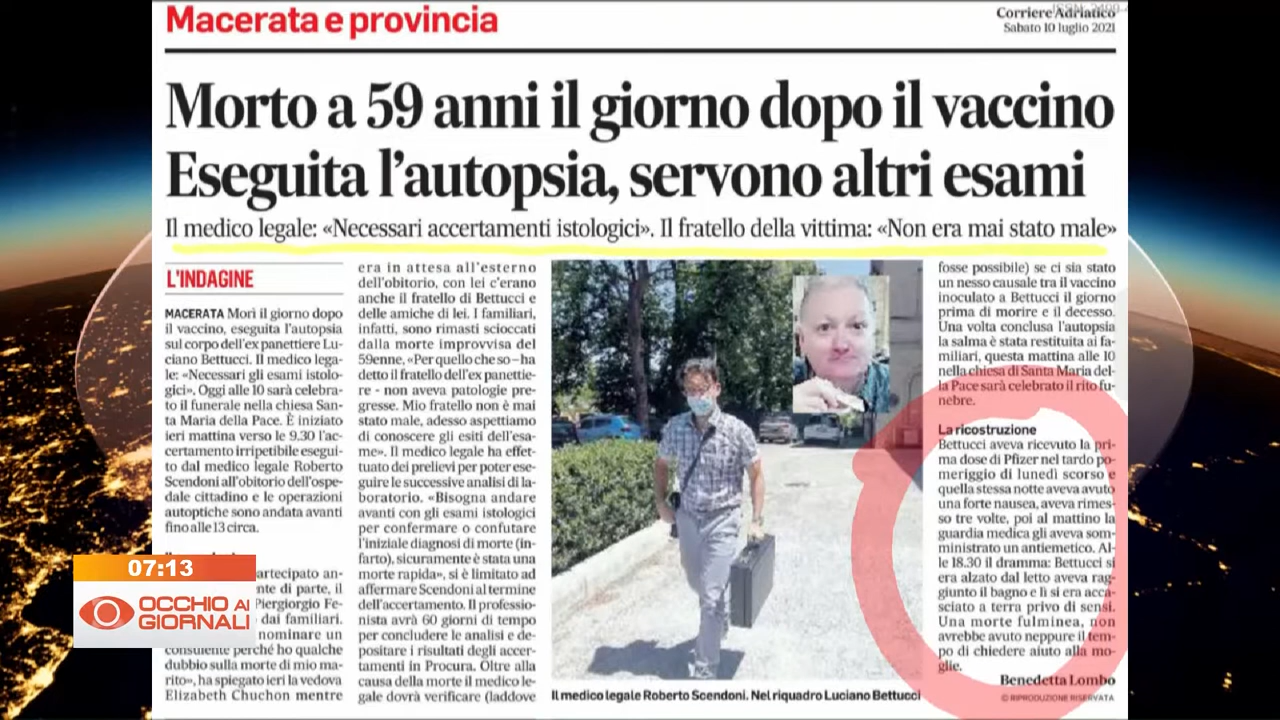 Macerata e provincia
Corriere Adriatico
Sabato 10 luglio 2021
Morto a 59 anni il giorno dopo il vaccino
Eseguita l'autopsia, servono altri esami
Il medico legale: «Necessari accertamenti istologici». Il fratello della vittima: «Non era mai stato male»
L'INDAGINE
MACERATA Morì il giorno dopo
il vaccino, eseguita l'autopsia
sul corpo dell'ex panettiere Lu-
ciano Bettucci. Il medico lega-
le: «Necessari gli esami istolo-
gici». Oggi alle 10 sarà celebra-
to il funerale nella chiesa San-
ta Maria della Pace. È iniziato
ieri mattina verso le 9.30 l'ac-
certamento irripetibile esegui-
to dal medico legale Roberto
Scendoni all'obitorio dell'ospe-
dale cittadino e le operazioni
autoptiche sono andata avanti
fino alle 13 circa.
artecipato an-
nte di parte, il
Piergiorgio Fe-
dai familiari.
nominare un
consulente perché ho qualche
dubbio sulla morte di mio ma-
rito», ha spiegato ieri la vedova
Elizabeth Chuchon mentre
era in attesa all'esterno
dell'obitorio, con lei c'erano
anche il fratello di Bettucci e
delle amiche di lei. I familiari,
infatti, sono rimasti scioccati
dalla morte improvvisa del
59enne, «Per quello che so – ha
detto il fratello dell'ex panettie-
re - non aveva patologie pre-
gresse. Mio fratello non è mai
stato male, adesso aspettiamo
di conoscere gli esiti dell'esa-
me». Il medico legale ha effet-
tuato dei prelievi per poter ese-
guire le successive analisi di la-
boratorio. «Bisogna andare
avanti con gli esami istologici
per confermare o confutare
l'iniziale diagnosi di morte (in-
farto), sicuramente è stata una
morte rapida», si è limitato ad
affermare Scendoni al termine
dell'accertamento. Il professio-
nista avrà 60 giorni di tempo
per concludere le analisi e de-
positare i risultati degli accer-
tamenti in Procura. Oltre alla
causa della morte il medico le-
gale dovrà verificare (laddove
Il medico legale Roberto Scendoni. Nel riquadro Luciano Bettucci
fosse possibile) se ci sia stato
un nesso causale tra il vaccino
inoculato a Bettucci il giorno
prima di morire e il decesso.
Una volta conclusa l'autopsia
la salma è stata restituita ai fa-
miliari, questa mattina alle 10
nella chiesa di Santa Maria del-
la Pace sarà celebrato il rito fu-
nebre.
La ricostruzione
Bettucci aveva ricevuto la pri-
ma dose di Pfizer nel tardo po-
meriggio di lunedì scorso e
quella stessa notte aveva avuto
una forte nausea, aveva rimes-
so tre volte, poi al mattino la
guardia medica gli aveva som-
ministrato un antiemetico. Al-
le 18.30 il dramma: Bettucci si
era alzato dal letto aveva rag-
giunto il bagno e lì si era acca-
sciato a terra privo di sensi.
Una morte fulminea, non
avrebbe avuto neppure il tem-
po di chiedere aiuto alla mo-
glie.
Benedetta Lombo
© RIPRODUZIONE RISERVATA
07:13
OCCHIO AI
GIORNALI